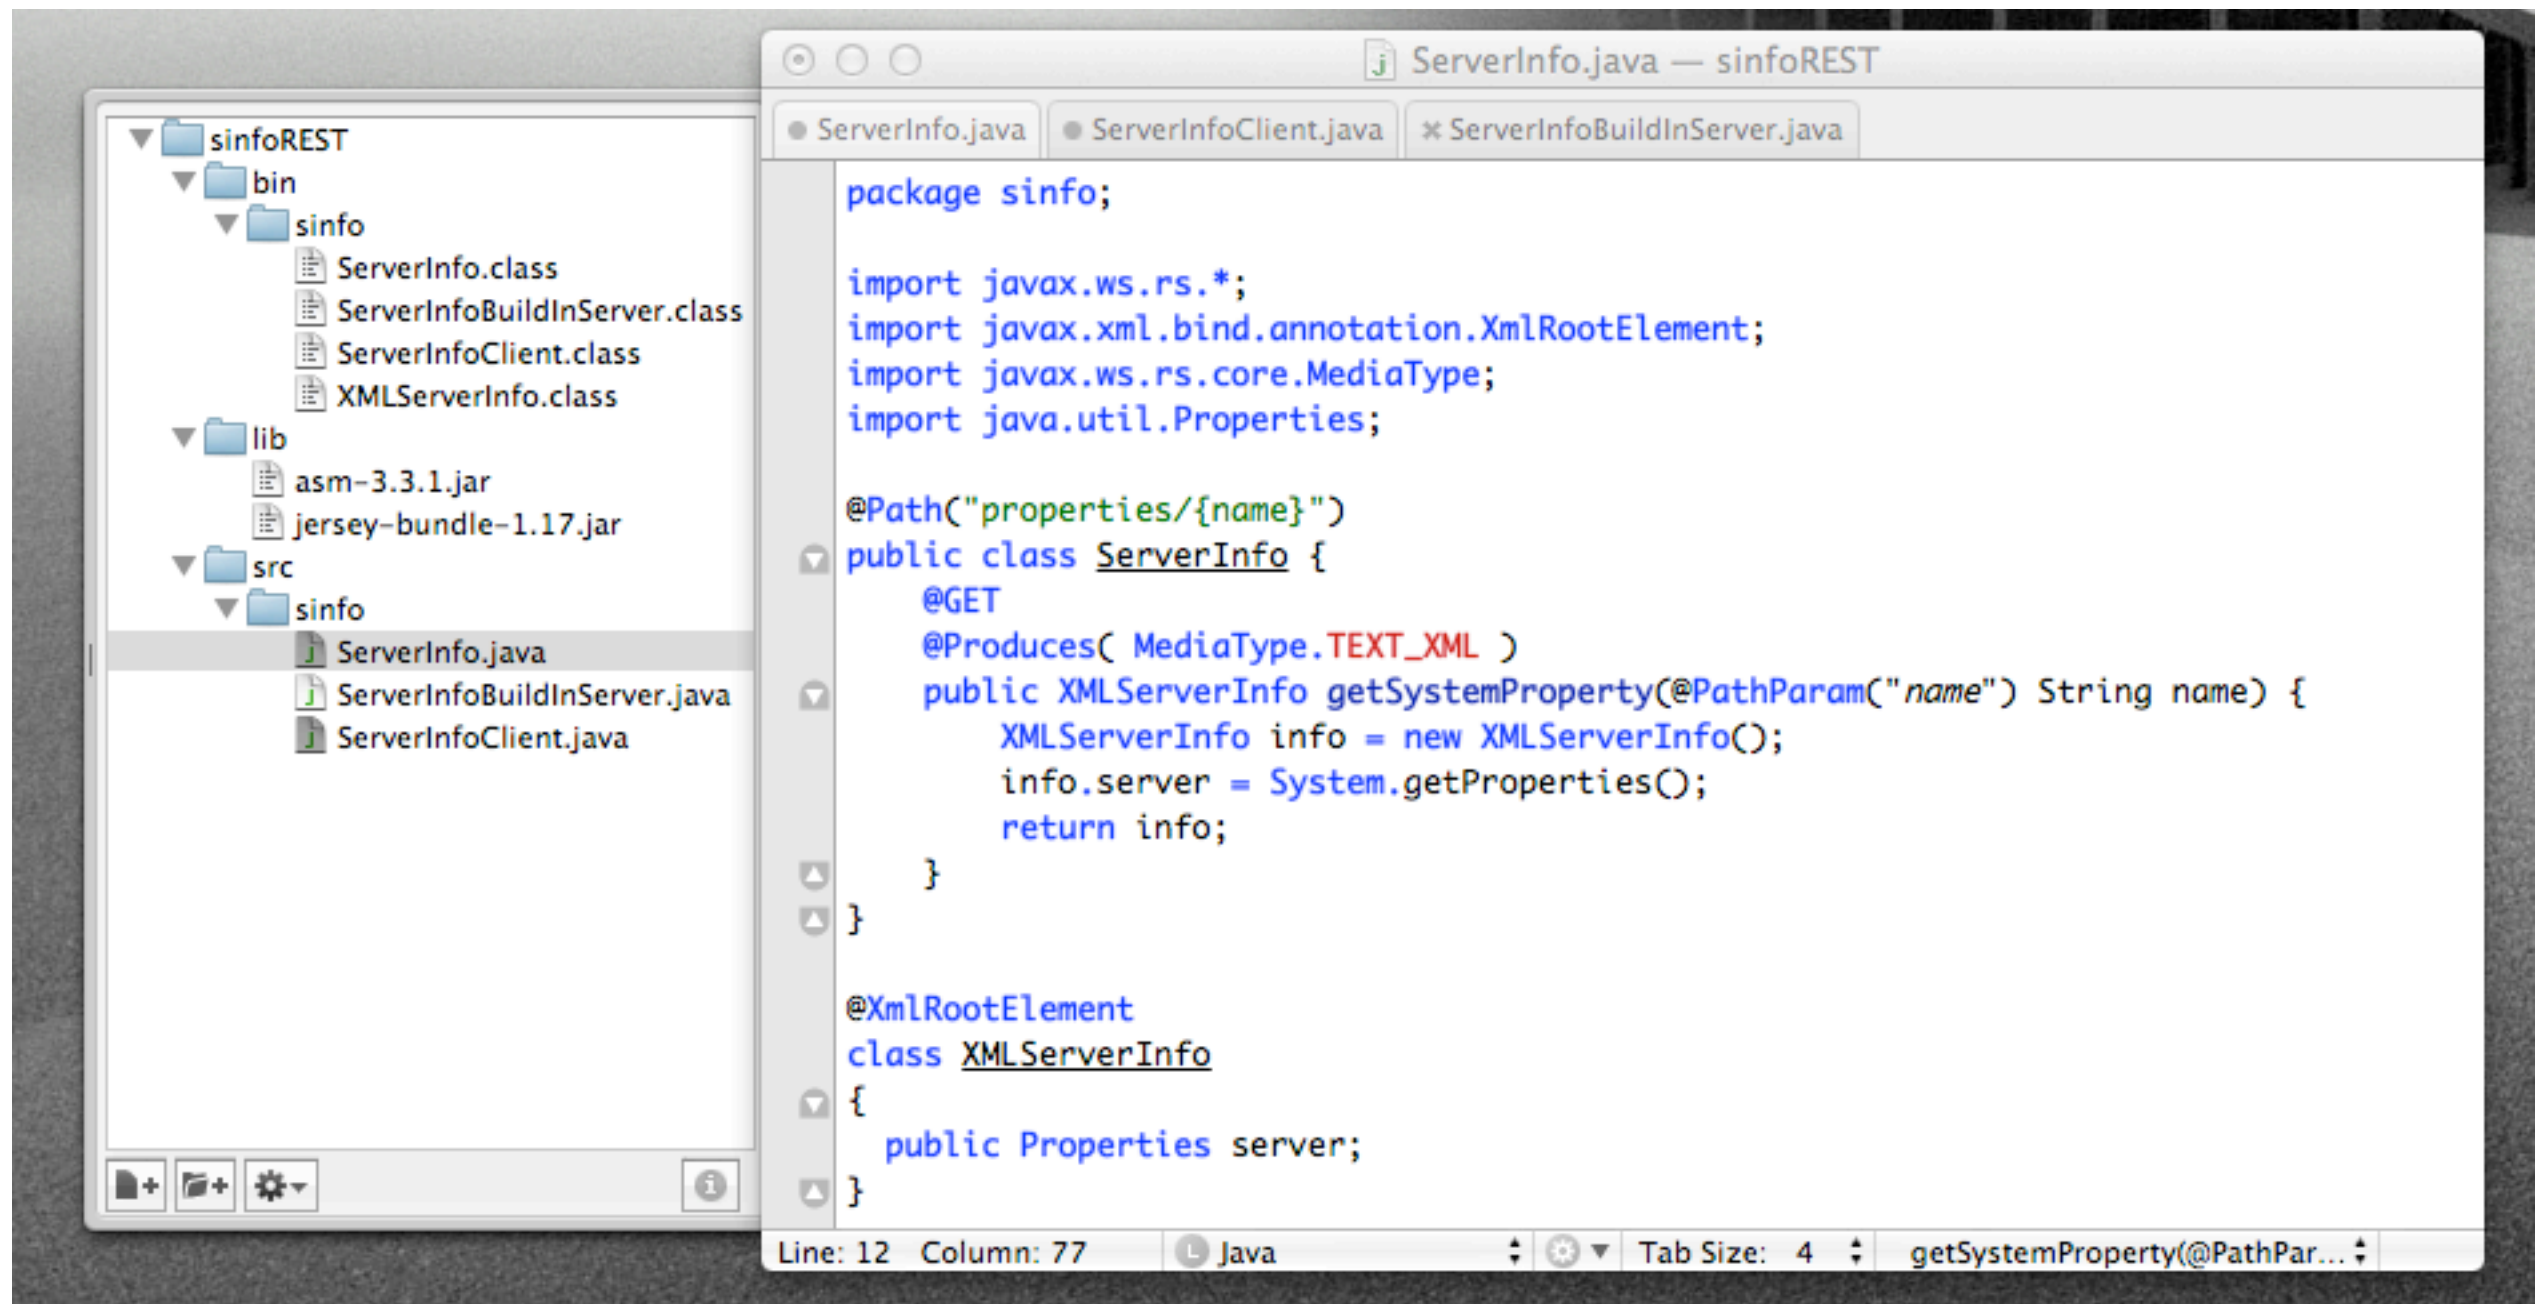 ServerInfo.java — sinfoREST
sinfoREST
bin
sinfo
ServerInfo.class
ServerInfoBuildInServer.class
ServerInfoClient.class
XMLServerInfo.class
lib
asm-3.3.1.jar
jersey-bundle-1.17.jar
src
sinfo
ServerInfo.java
ServerInfoBuildInServer.java
ServerInfoClient.java
ServerInfo.java ServerInfoClient.java ServerInfoBuildInServer.java
package sinfo;
import javax.ws.rs.*;
import javax.xml.bind.annotation.XmlRootElement;
import javax.ws.rs.core.MediaType;
import java.util.Properties;
@Path("properties/{name}")
public class ServerInfo {
@GET
@Produces( MediaType.TEXT_XML )
public XMLServerInfo getSystemProperty(@PathParam("name") String name) {
XMLServerInfo info = new XMLServerInfo();
info.server = System.getProperties();
return info;
}
}
@XmlRootElement
class XMLServerInfo
{
public Properties server;
}
Line: 12 Column: 77 L Java Tab Size: 4 getSystemProperty(@PathPar...